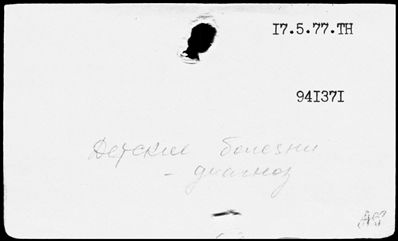 I7.5.77.TH
94I37I
Детские болезни
- диагноз